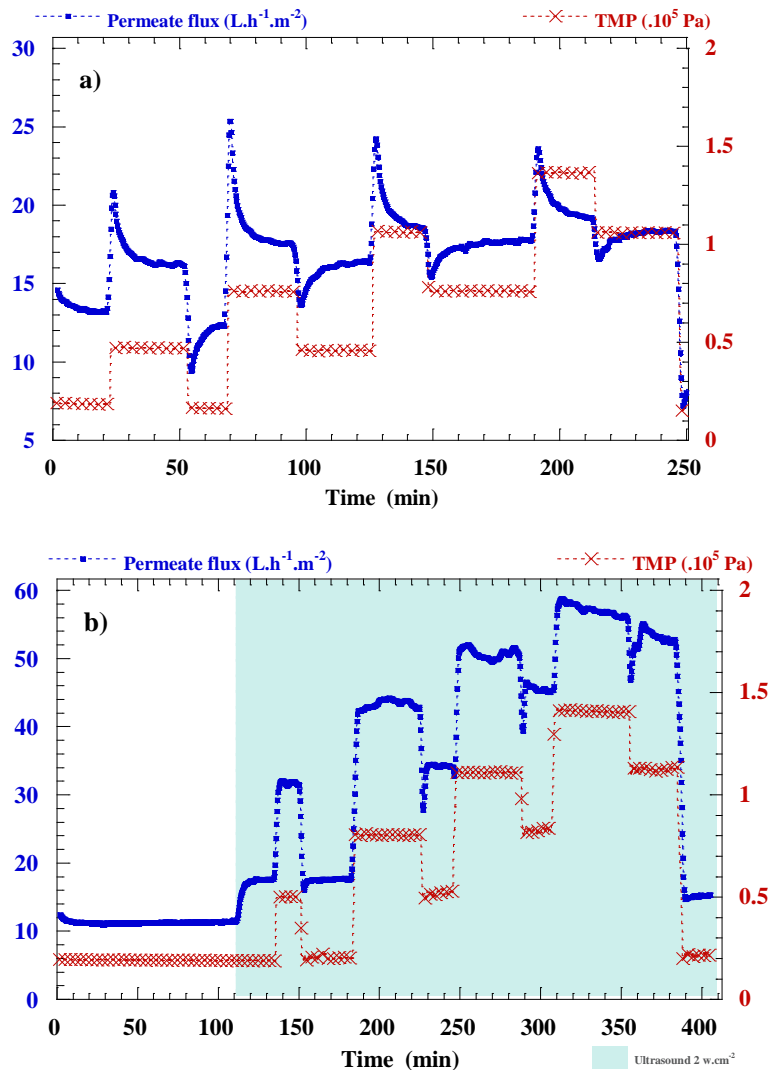 Permeate flux (L.h⁻¹.m⁻²) TMP (.10⁵ Pa)
a)
30
25
20
15
10
5
2
1.5
1
0.5
0
0 50 100 150 200 250
Time (min)
Permeate flux (L.h⁻¹.m⁻²) TMP (.10⁵ Pa)
b)
60
50
40
30
20
10
0
2
1.5
1
0.5
0
0 50 100 150 200 250 300 350 400
Time (min)
Ultrasound 2 w.cm⁻²